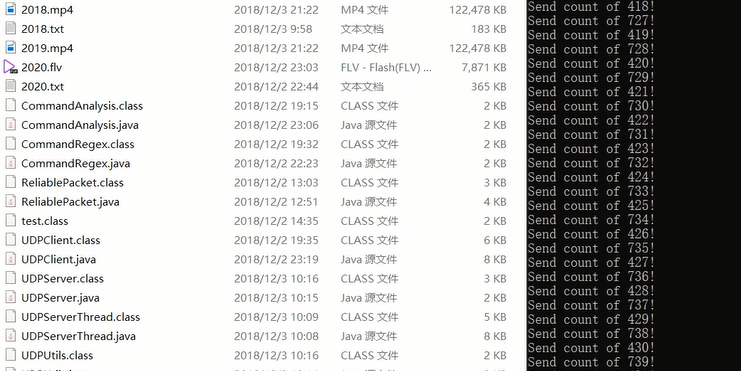 2018.mp4 2018/12/3 21:22 MP4 文件 122,478 KB
2018.txt 2018/12/3 9:58 文本文档 183 KB
2019.mp4 2018/12/3 21:22 MP4 文件 122,478 KB
2020.flv 2018/12/2 23:03 FLV - Flash(FLV) ... 7,871 KB
2020.txt 2018/12/2 22:44 文本文档 365 KB
CommandAnalysis.class 2018/12/2 19:15 CLASS 文件 2 KB
CommandAnalysis.java 2018/12/2 23:06 Java 源文件 2 KB
CommandRegex.class 2018/12/2 19:32 CLASS 文件 2 KB
CommandRegex.java 2018/12/2 22:23 Java 源文件 2 KB
ReliablePacket.class 2018/12/2 13:03 CLASS 文件 3 KB
ReliablePacket.java 2018/12/2 12:51 Java 源文件 4 KB
test.class 2018/12/2 14:35 CLASS 文件 2 KB
UDPClient.class 2018/12/2 19:35 CLASS 文件 6 KB
UDPClient.java 2018/12/2 23:19 Java 源文件 8 KB
UDPServer.class 2018/12/3 10:16 CLASS 文件 3 KB
UDPServer.java 2018/12/3 10:15 Java 源文件 2 KB
UDPServerThread.class 2018/12/3 10:09 CLASS 文件 5 KB
UDPServerThread.java 2018/12/3 10:08 Java 源文件 8 KB
UDPUtils.class 2018/12/3 10:16 CLASS 文件 2 KB
Send count of 418!
Send count of 727!
Send count of 419!
Send count of 728!
Send count of 420!
Send count of 729!
Send count of 421!
Send count of 730!
Send count of 422!
Send count of 731!
Send count of 423!
Send count of 732!
Send count of 424!
Send count of 733!
Send count of 425!
Send count of 734!
Send count of 426!
Send count of 735!
Send count of 427!
Send count of 736!
Send count of 428!
Send count of 737!
Send count of 429!
Send count of 738!
Send count of 430!
Send count of 739!